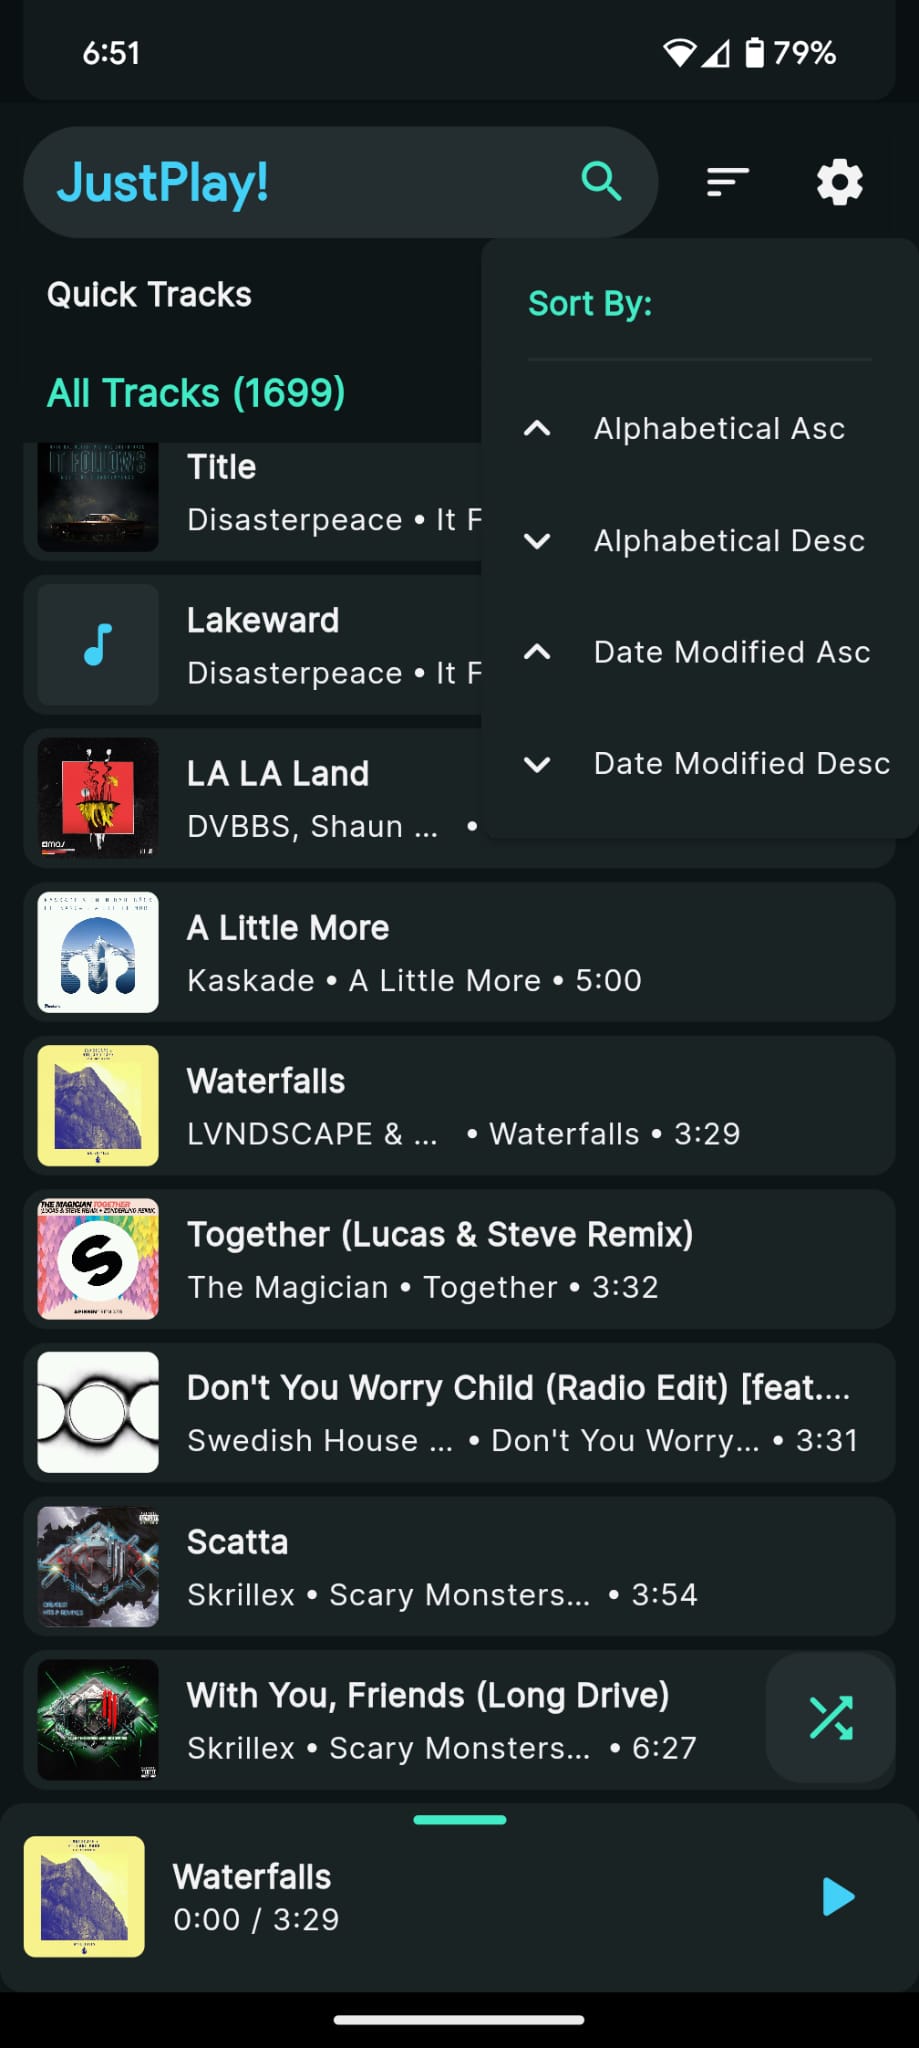 6:51
79%
JustPlay!
Quick Tracks
Sort By:
All Tracks (1699)
Alphabetical Asc
Alphabetical Desc
Date Modified Asc
Date Modified Desc
IT FOLLOWS
Title
Disasterpeace • It F
Lakeward
Disasterpeace • It F
LA LA Land
DVBBS, Shaun ... •
A Little More
Kaskade • A Little More • 5:00
Waterfalls
LVNDSCAPE & ... • Waterfalls • 3:29
THE MAGICIAN TOGETHER
Together (Lucas & Steve Remix)
The Magician • Together • 3:32
Don't You Worry Child (Radio Edit) [feat....
Swedish House ... • Don't You Worry... • 3:31
Scatta
Skrillex • Scary Monsters... • 3:54
With You, Friends (Long Drive)
Skrillex • Scary Monsters... • 6:27
Waterfalls
0:00 / 3:29